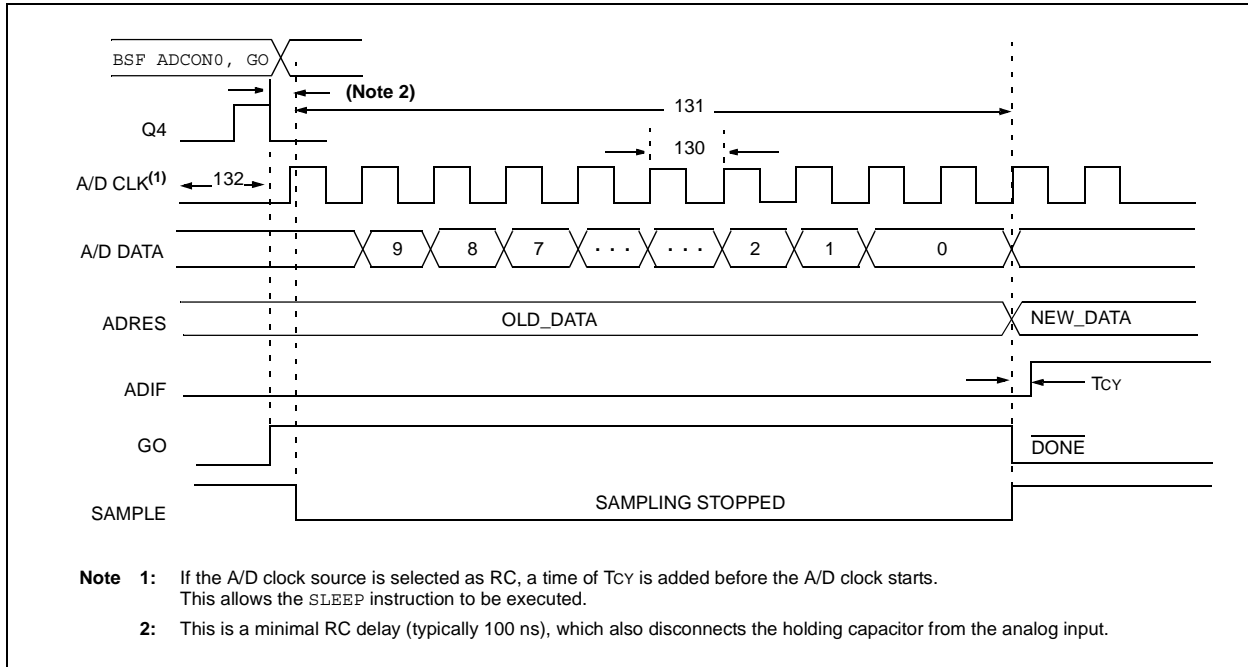 BSF ADCON0, GO
(Note 2)
131
Q4
130
A/D CLK(1)
132
A/D DATA
9 8 7 . . . . . . 2 1 0
ADRES
OLD_DATA
NEW_DATA
ADIF
TCY
GO
DONE
SAMPLE
SAMPLING STOPPED
Note 1: If the A/D clock source is selected as RC, a time of TCY is added before the A/D clock starts.
This allows the SLEEP instruction to be executed.
2: This is a minimal RC delay (typically 100 ns), which also disconnects the holding capacitor from the analog input.